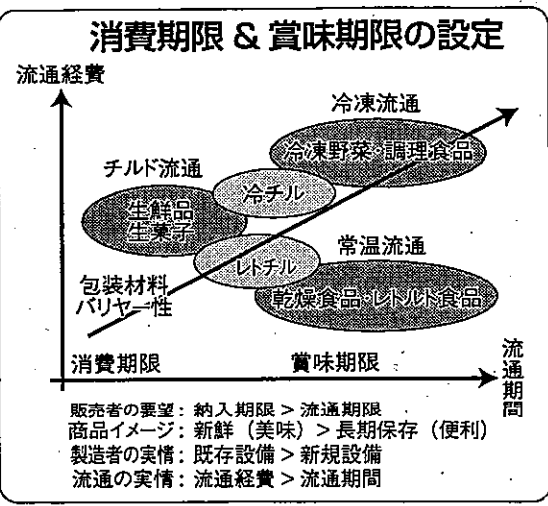 消費期限 & 賞味期限の設定
流通経費
冷凍流通
冷凍野菜・調理食品
チルド流通
冷チル
生鮮品
生菓子
レトチル
常温流通
乾燥食品・レトルト食品
包装材料
バリヤー性
消費期限
賞味期限
流通期間
販売者の要望：納入期限 > 流通期限
商品イメージ：新鮮（美味）> 長期保存（便利）
製造者の実情：既存設備 > 新規設備
流通の実情：流通経費 > 流通期間